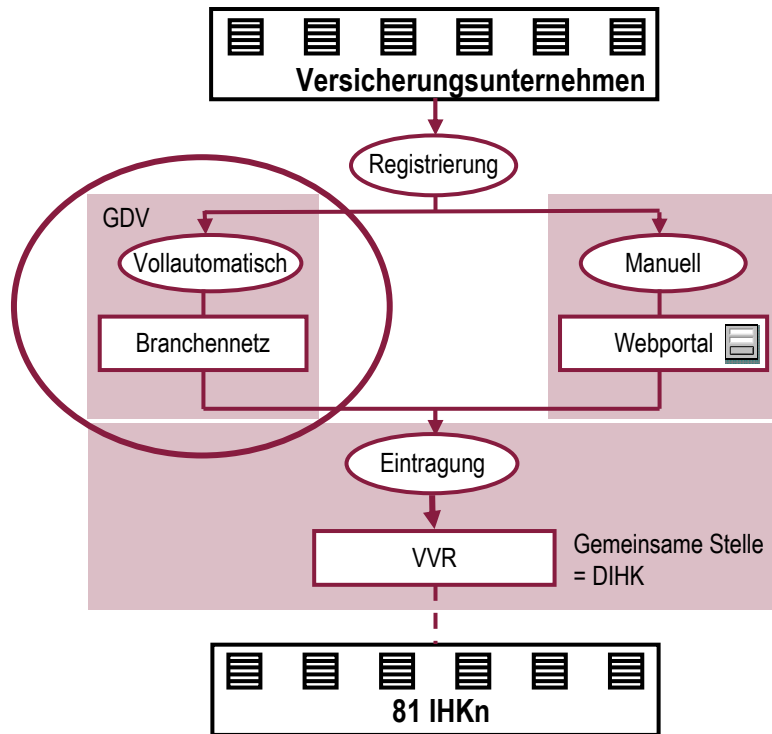 Versicherungsunternehmen
Registrierung
GDV
Vollautomatisch
Manuell
Branchennetz
Webportal
Eintragung
VVR
Gemeinsame Stelle
= DIHK
81 IHKn